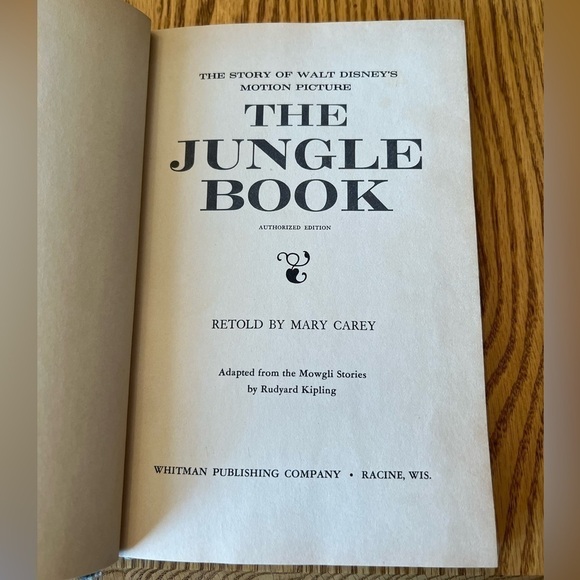 THE STORY OF WALT DISNEY'S
MOTION PICTURE
THE
JUNGLE
BOOK
AUTHORIZED EDITION
RETOLD BY MARY CAREY
Adapted from the Mowgli Stories
by Rudyard Kipling
WHITMAN PUBLISHING COMPANY • RACINE, WIS.